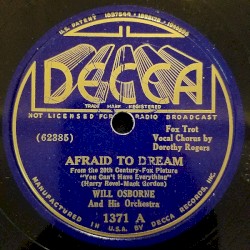 U.S. PATENT
DECCA
TRADE MARK REGISTERED
NOT LICENSED FOR RADIO BROADCAST
(62385)
Fox Trot
Vocal Chorus by
Dorothy Rogers
AFRAID TO DREAM
From the 20th Century-Fox Picture
"You Can't Have Everything"
(Harry Revel-Mack Gordon)
WILL OSBORNE
And His Orchestra
1371 A
MANUFACTURED IN U.S.A. BY DECCA RECORDS, INC.